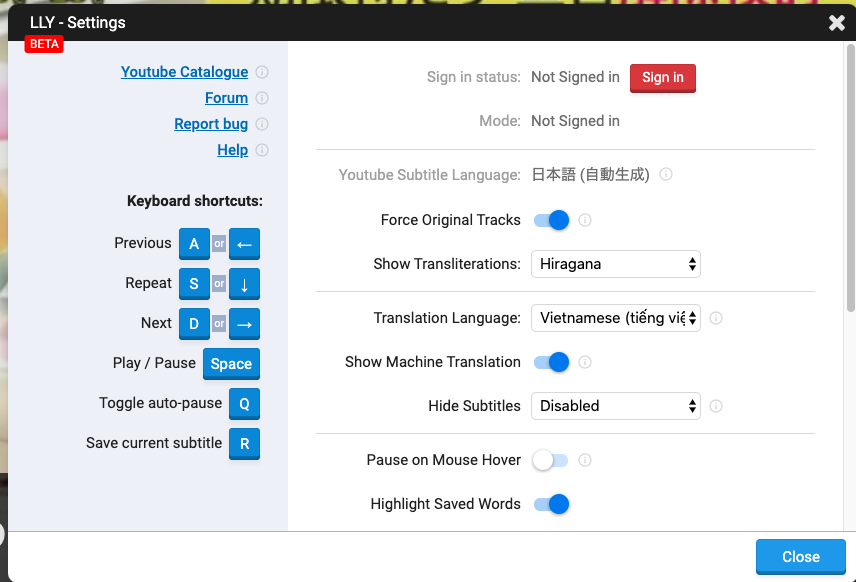 LLY - Settings
BETA
Youtube Catalogue
Forum
Report bug
Help
Keyboard shortcuts:
Previous A or ←
Repeat S or ↓
Next D or →
Play / Pause Space
Toggle auto-pause Q
Save current subtitle R
Sign in status: Not Signed in Sign in
Mode: Not Signed in
Youtube Subtitle Language: 日本語 (自動生成)
Force Original Tracks
Show Transliterations: Hiragana
Translation Language: Vietnamese (tiếng việ
Show Machine Translation
Hide Subtitles Disabled
Pause on Mouse Hover
Highlight Saved Words
Close